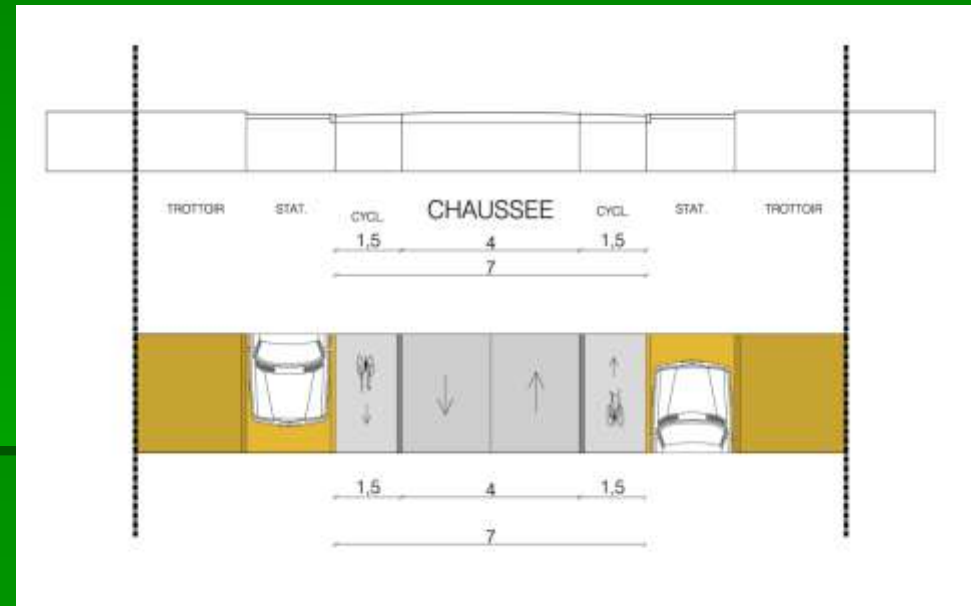 TROTTOIR STAT. CYCL. CHAUSSEE CYCL. STAT. TROTTOIR
1,5 4 1,5
7
1,5 4 1,5
7